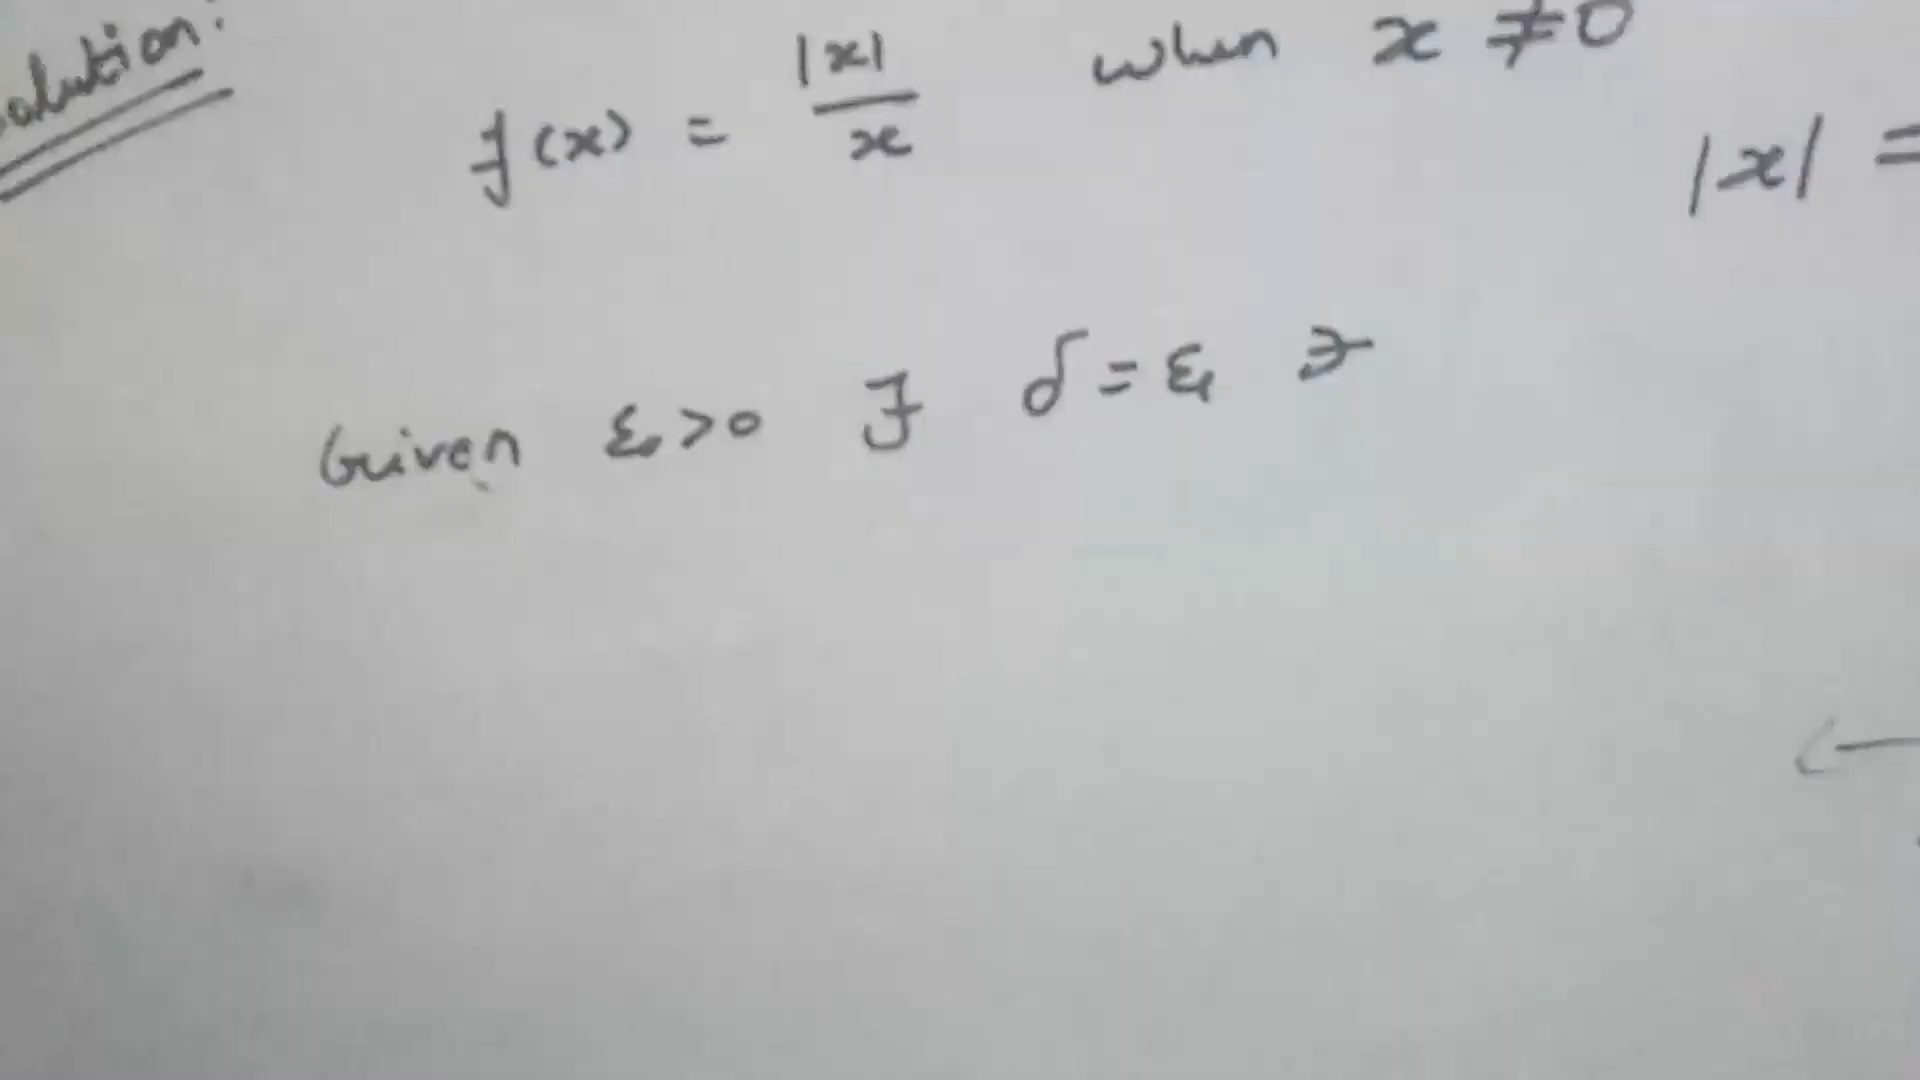 olution:
f(x) = |x|/x when x ≠ 0
|x| =
Given ε>0 ∃ δ = ε ∋